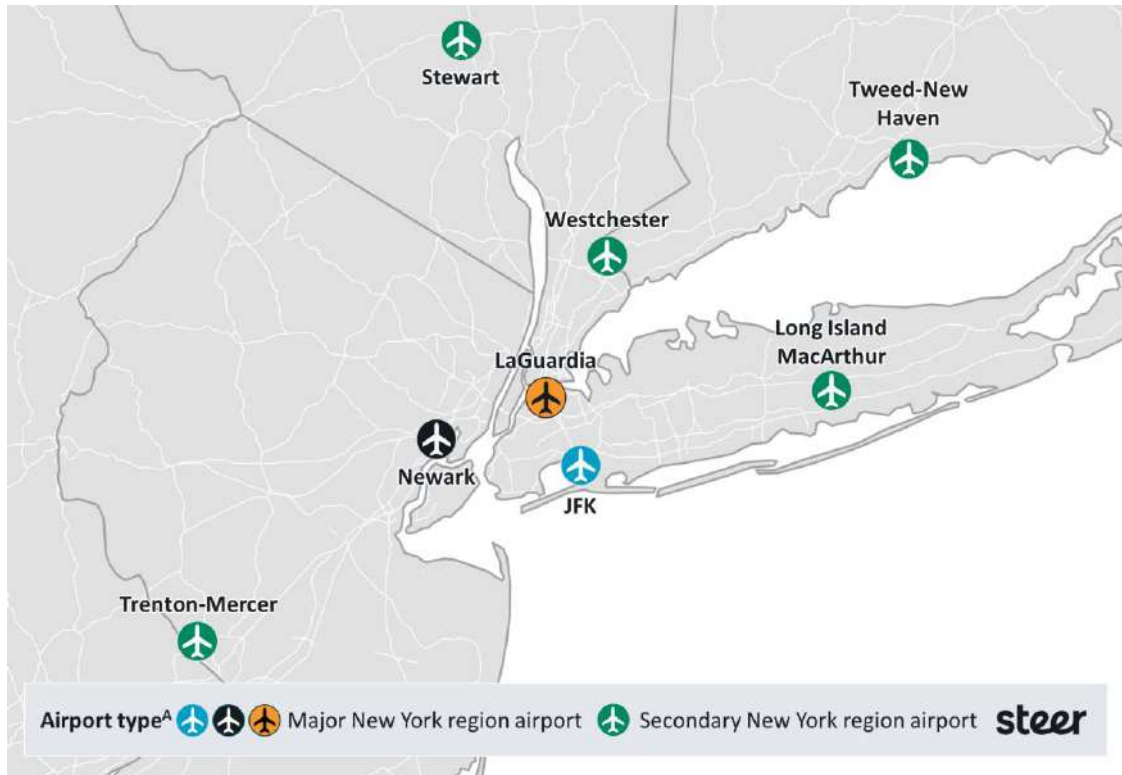 Stewart
Tweed-New
Haven
Westchester
Long Island
MacArthur
LaGuardia
Newark
JFK
Trenton-Mercer
Airport typeᴬ Major New York region airport Secondary New York region airport steer